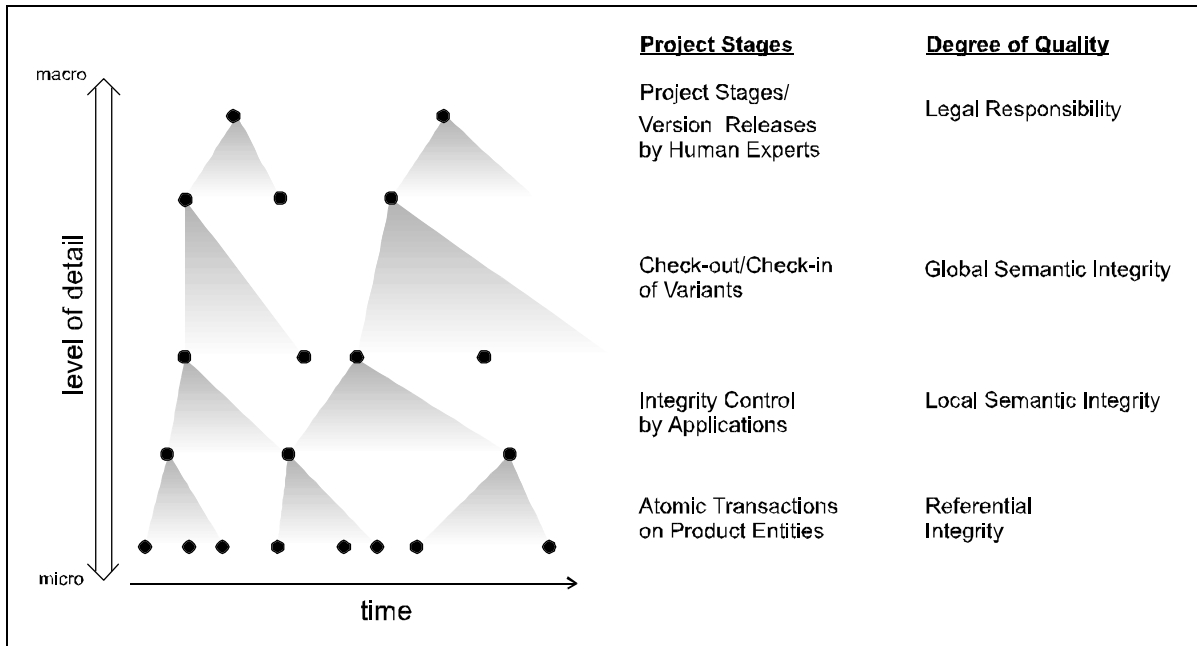 macro
level of detail
micro
time
Project Stages
Project Stages/
Version Releases
by Human Experts
Check-out/Check-in
of Variants
Integrity Control
by Applications
Atomic Transactions
on Product Entities
Degree of Quality
Legal Responsibility
Global Semantic Integrity
Local Semantic Integrity
Referential
Integrity